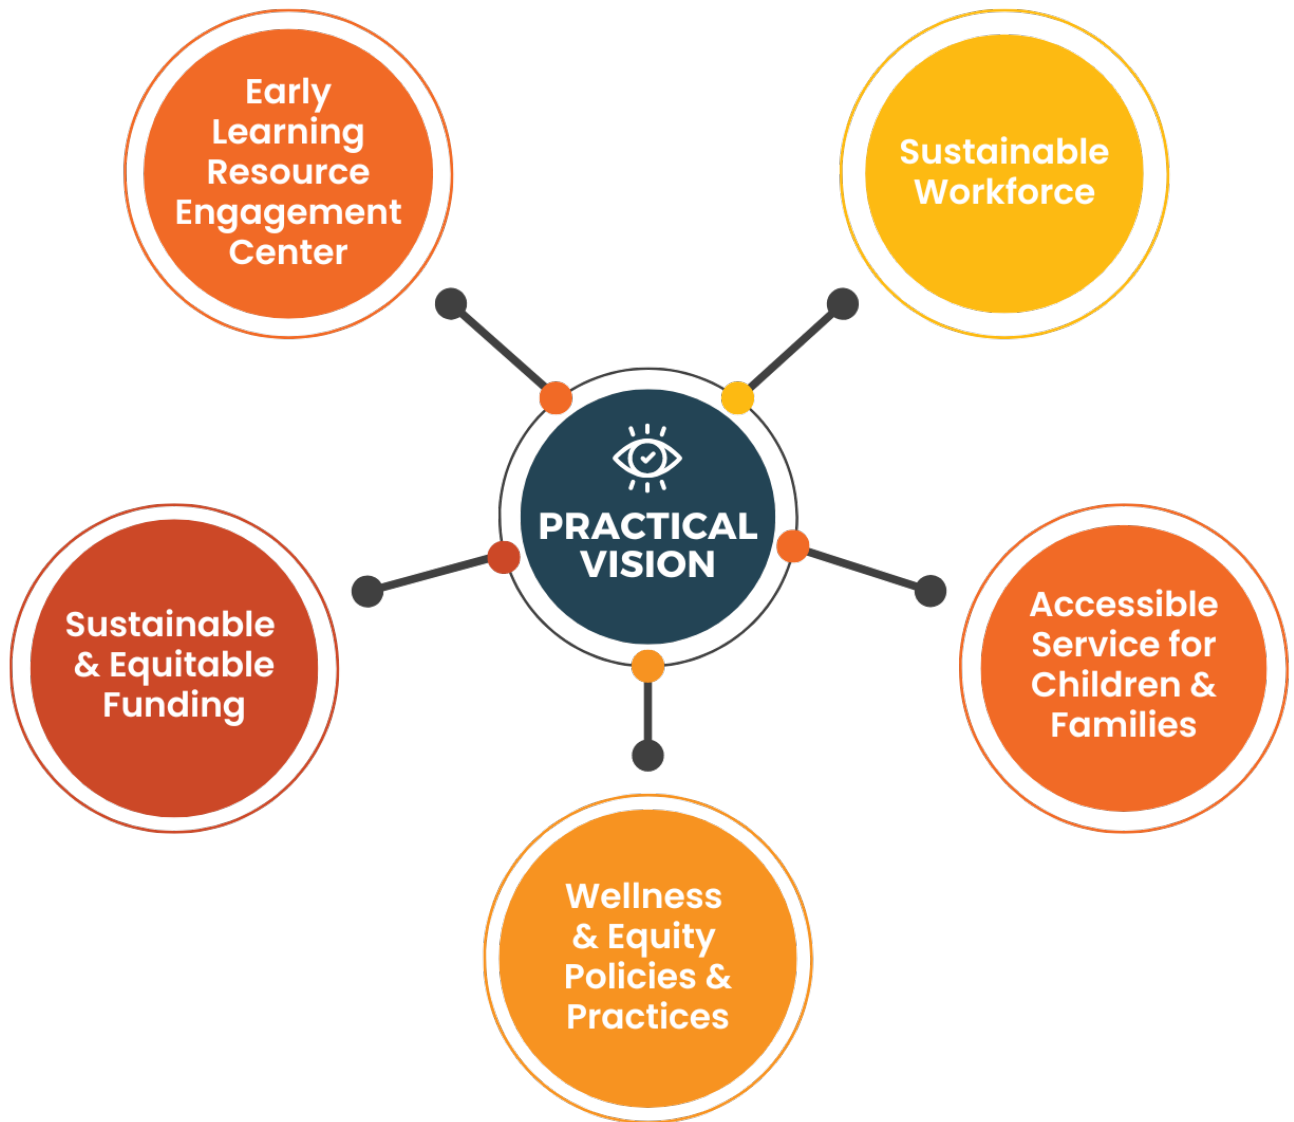 Early
Learning
Resource
Engagement
Center
Sustainable
Workforce
PRACTICAL
VISION
Sustainable
& Equitable
Funding
Accessible
Service for
Children &
Families
Wellness
& Equity
Policies &
Practices